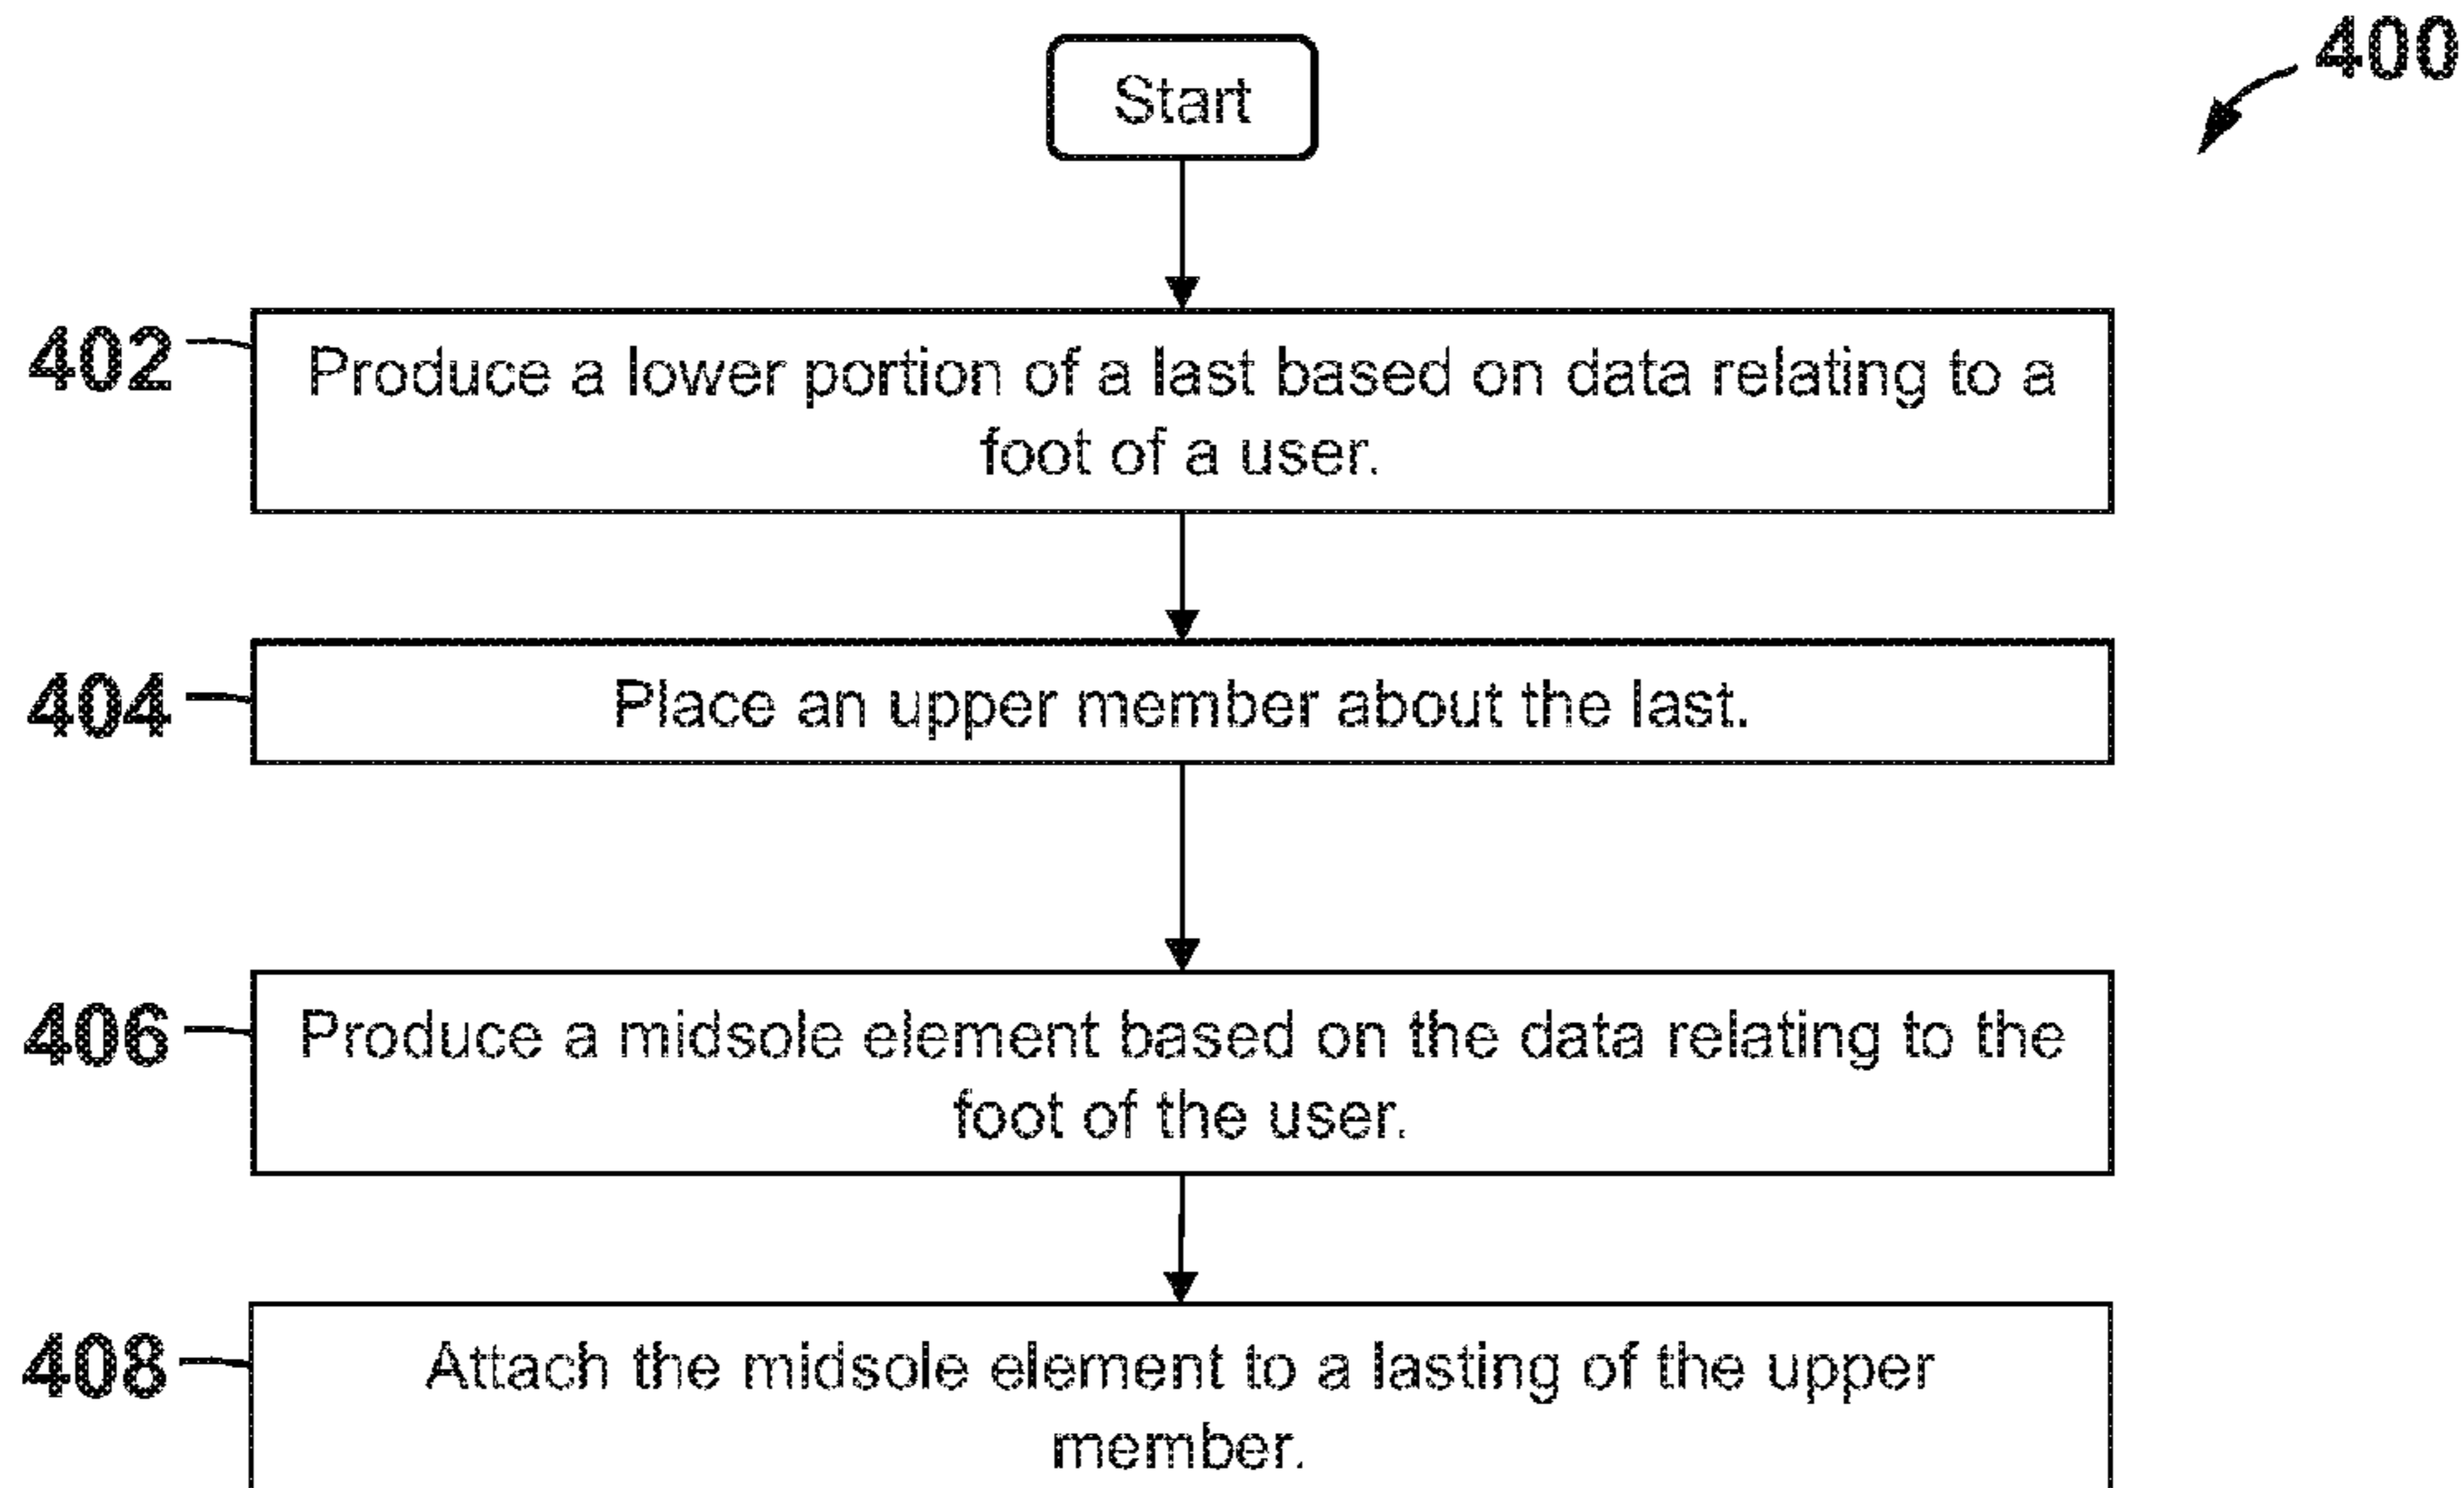 400
Start
402
Produce a lower portion of a last based on data relating to a
foot of a user.
404
Place an upper member about the last.
406
Produce a midsole element based on the data relating to the
foot of the user.
408
Attach the midsole element to a lasting of the upper
member.